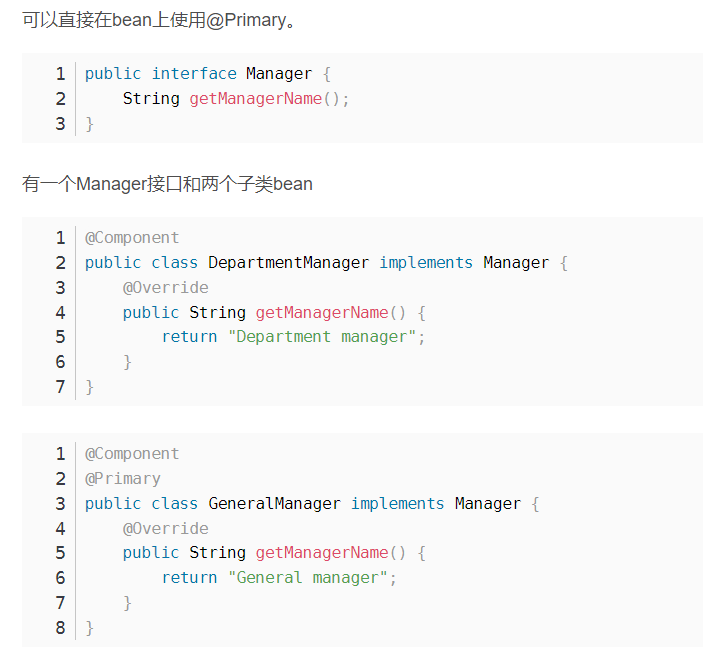 可以直接在bean上使用@Primary。
1 public interface Manager {
2     String getManagerName();
3 }
有一个Manager接口和两个子类bean
1 @Component
2 public class DepartmentManager implements Manager {
3     @Override
4     public String getManagerName() {
5         return "Department manager";
6     }
7 }
1 @Component
2 @Primary
3 public class GeneralManager implements Manager {
4     @Override
5     public String getManagerName() {
6         return "General manager";
7     }
8 }